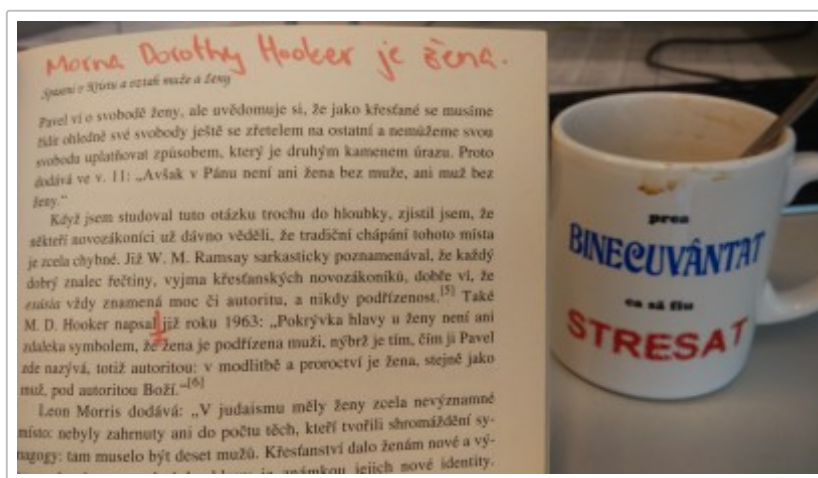 Morna Dorothy Hooker je žena.
Spasení v Kristu a vztah muže a ženy
Pavel ví o svobodě ženy, ale uvědomuje si, že jako křesťané se musíme
řídit ohledně své svobody ještě se zřetelem na ostatní a nemůžeme svou
svobodu uplatňovat způsobem, který je druhým kamenem úrazu. Proto
dodává ve v. 11: „Avšak v Pánu není ani žena bez muže, ani muž bez
ženy.“
Když jsem studoval tuto otázku trochu do hloubky, zjistil jsem, že
někteří novozákoníci už dávno věděli, že tradiční chápání tohoto místa
je zcela chybné. Již W. M. Ramsay sarkasticky poznamenával, že každý
dobrý znalec řečtiny, vyjma křesťanských novozákoníků, dobře ví, že
vždy znamená moc či autoritu, a nikdy podřízenost.[5] Také
M. D. Hooker napsal již roku 1963: „Pokrývka hlavy u ženy není ani
zdaleka symbolem, že žena je podřízena muži, nýbrž je tím, čím ji Pavel
zde nazývá, totiž autoritou: v modlitbě a proroctví je žena, stejně jako
muž, pod autoritou Boží.“[6]
Leon Morris dodává: „V judaismu měly ženy zcela nevýznamné
místo: nebyly zahrnuty ani do počtu těch, kteří tvořili shromáždění sy-
nagogy: tam muselo být deset mužů. Křesťanství dalo ženám nové a vý-
známkou jejich nové identity.
prea
BINECUVÂNTAT
ca să fiu
STRESAT